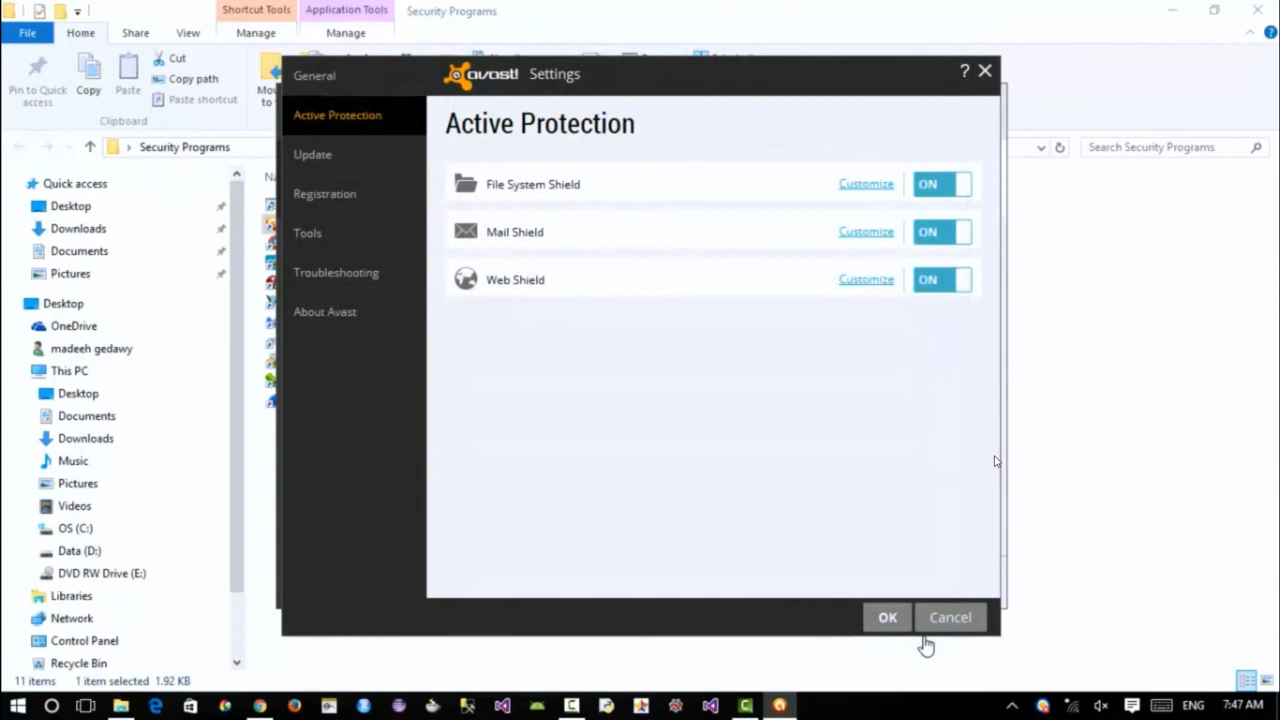 Shortcut Tools
Application Tools
Security Programs
File
Home
Share
View
Manage
Manage
Pin to Quick access
Copy
Paste
Cut
Copy path
Paste shortcut
Clipboard
Security Programs
Search Security Programs
Quick access
Desktop
Downloads
Documents
Pictures
Desktop
OneDrive
madeeh gedawy
This PC
Desktop
Documents
Downloads
Music
Pictures
Videos
OS (C:)
Data (D:)
DVD RW Drive (E:)
Libraries
Network
Control Panel
Recycle Bin
11 items 1 item selected 1.92 KB
avast! Settings
?
General
Active Protection
Update
Registration
Tools
Troubleshooting
About Avast
Active Protection
File System Shield Customize ON
Mail Shield Customize ON
Web Shield Customize ON
OK Cancel
ENG 7:47 AM